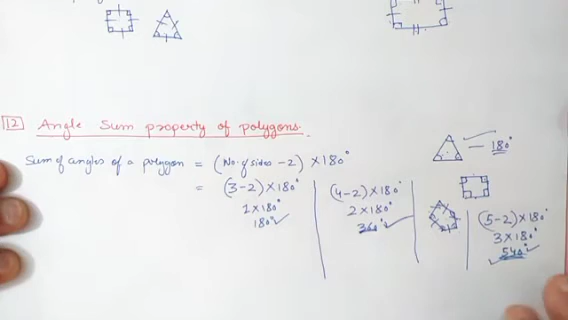 12 Angle Sum property of polygons.
Sum of angles of a polygon = (No. of sides - 2) × 180°
180°
= (3-2) × 180°
1 × 180°
180°
(4-2) × 180°
2 × 180°
360°
(5-2) × 180°
3 × 180°
540°